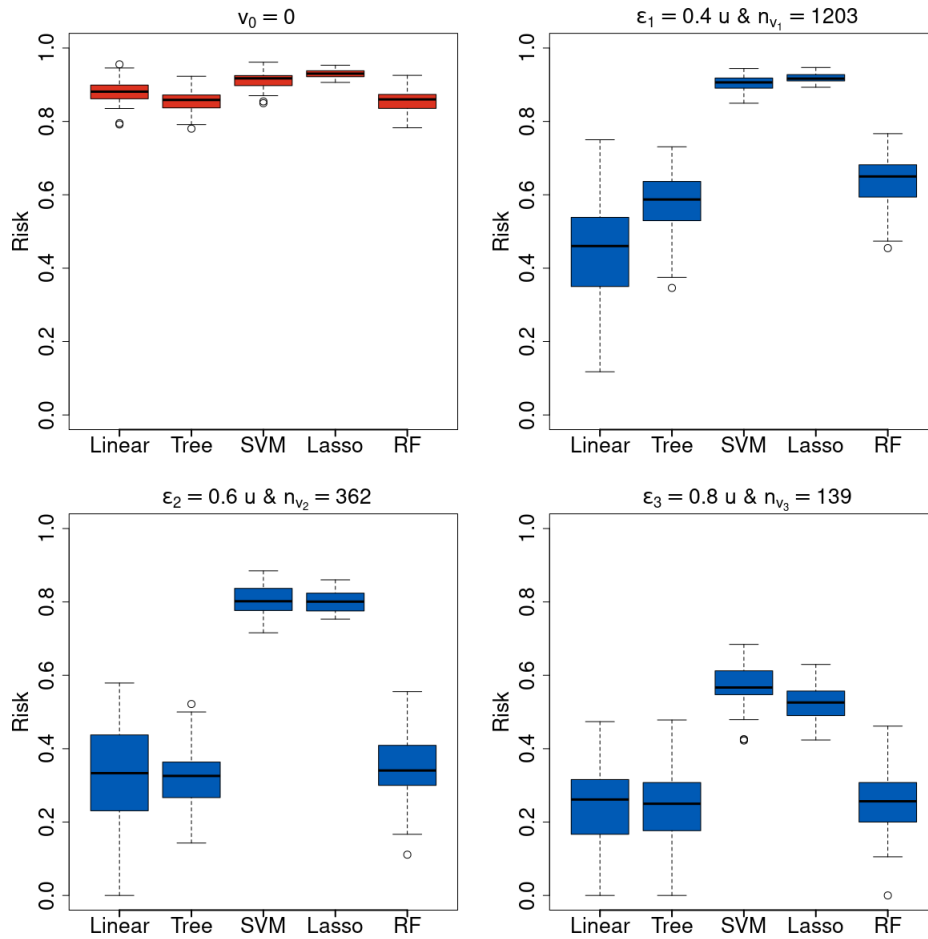 v₀ = 0
Risk
0.0 0.2 0.4 0.6 0.8 1.0
Linear Tree SVM Lasso RF
ε₁ = 0.4 u & n_v₁ = 1203
Risk
0.0 0.2 0.4 0.6 0.8 1.0
Linear Tree SVM Lasso RF
ε₂ = 0.6 u & n_v₂ = 362
Risk
0.0 0.2 0.4 0.6 0.8 1.0
Linear Tree SVM Lasso RF
ε₃ = 0.8 u & n_v₃ = 139
Risk
0.0 0.2 0.4 0.6 0.8 1.0
Linear Tree SVM Lasso RF